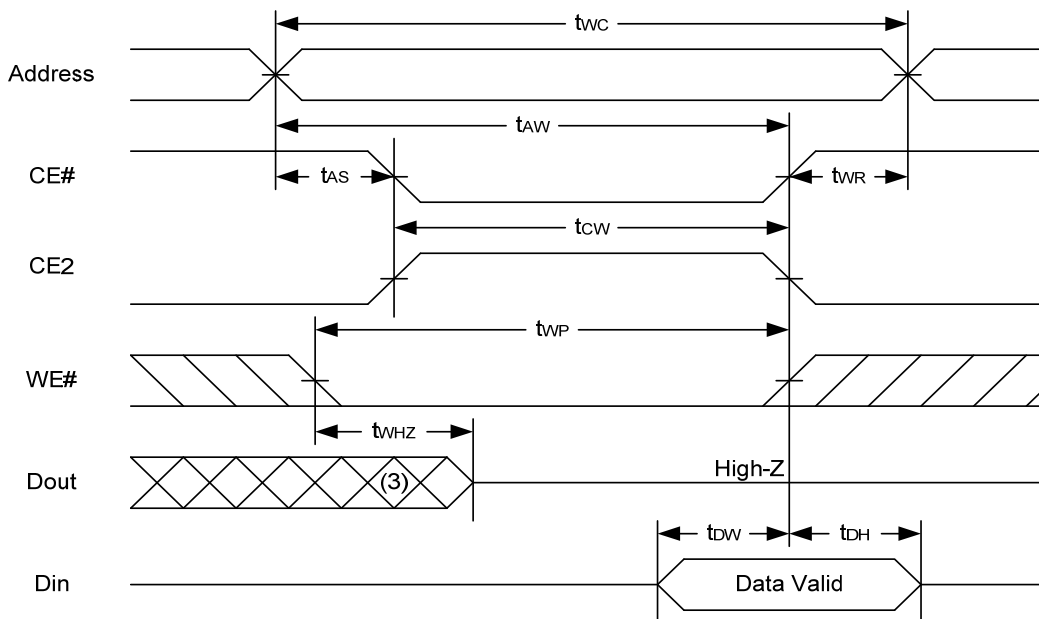 tWC
Address
tAW
CE#
tAS
tWR
tCW
CE2
tWP
WE#
tWHZ
Dout
(3)
High-Z
tDW
tDH
Din
Data Valid